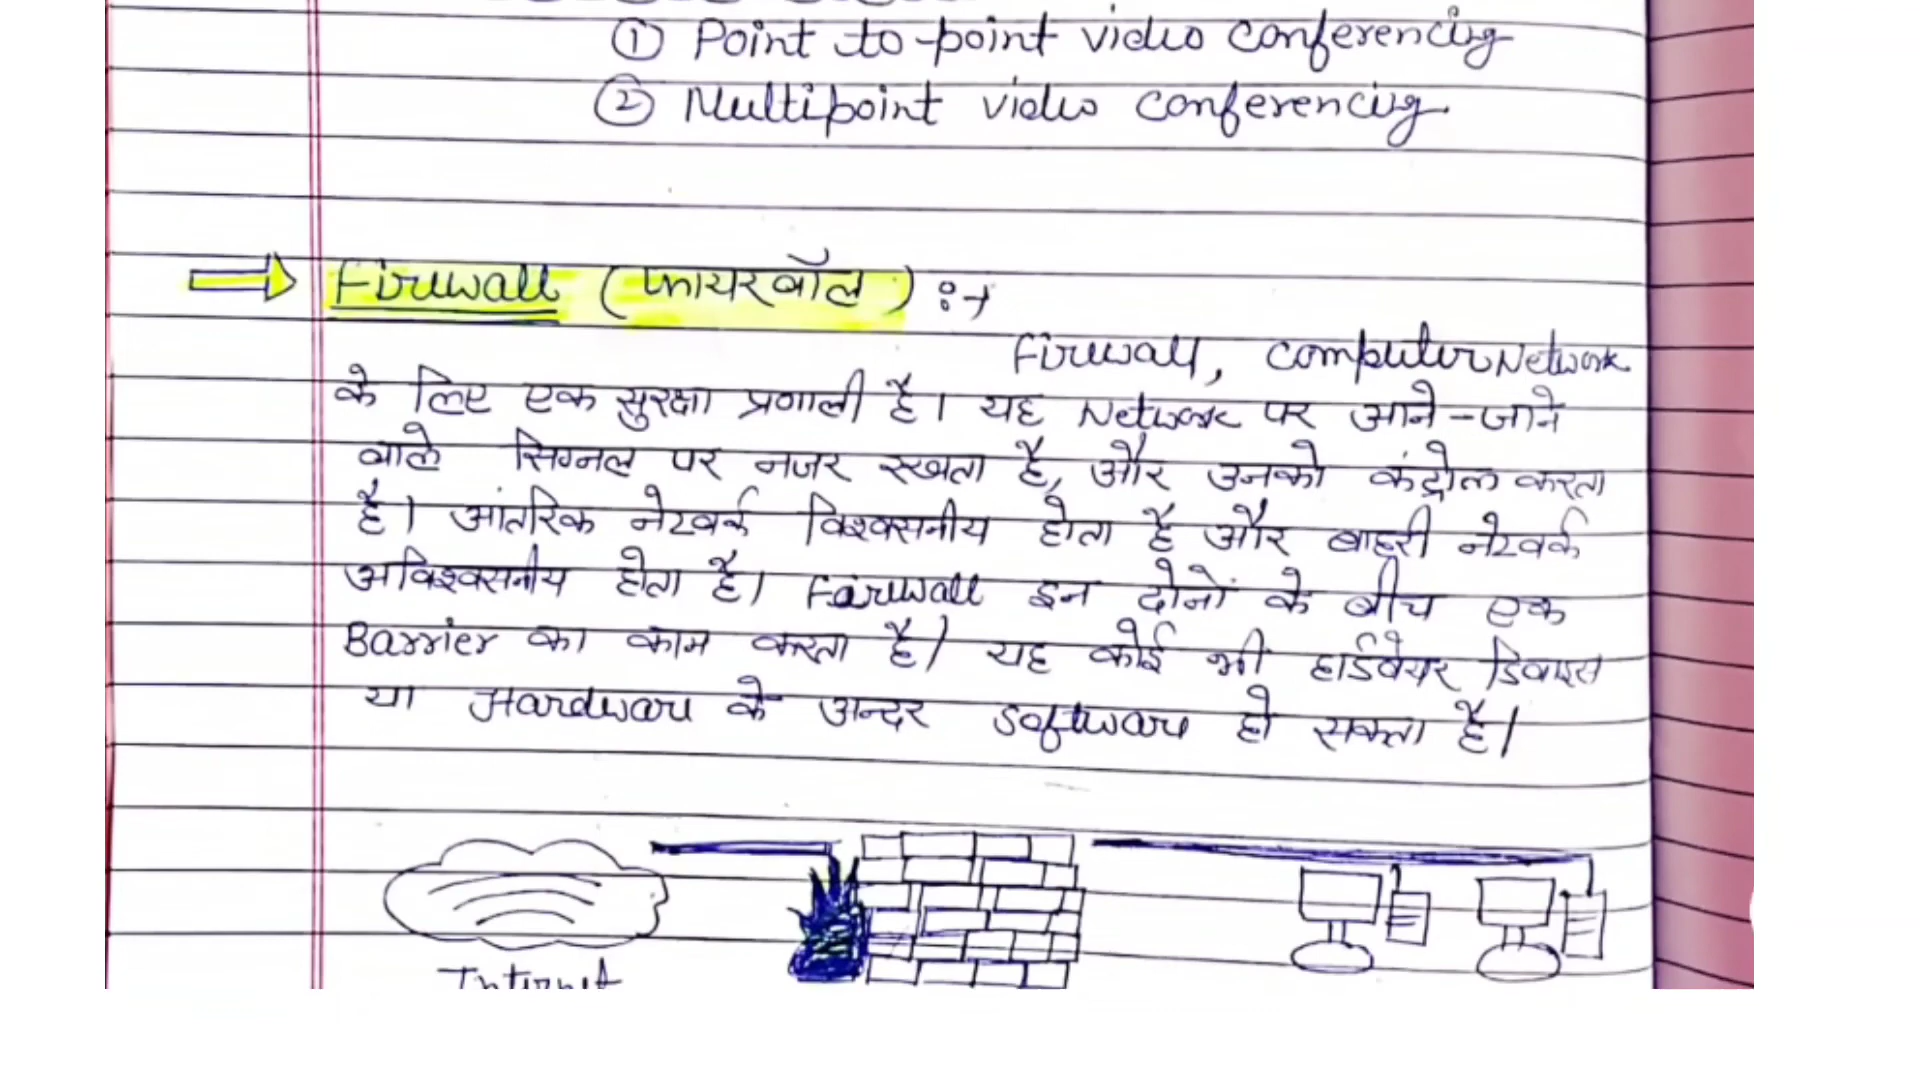 ① Point to-point video conferencing
② Multipoint video conferencing
Firewall (फायरवॉल) :→
Firewall, Computer Network
के लिए एक सुरक्षा प्रणाली है। यह Network पर आने-जाने
वाले सिग्नल पर नजर रखता है, और उनको कंट्रोल करता
है। आंतरिक नेटवर्क विश्वसनीय होता है और बाहरी नेटवर्क
अविश्वसनीय होता है। Firewall इन दोनों के बीच एक
Barrier का काम करता है। यह कोई भी हार्डवेयर डिवाइस
या Hardware के अन्दर Software हो सकता है।
Internet